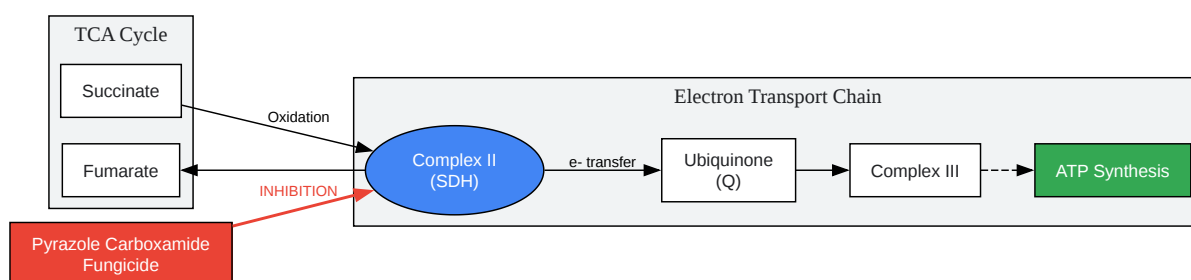 TCA Cycle
Succinate
Fumarate
Oxidation
INHIBITION
Pyrazole Carboxamide
Fungicide
Electron Transport Chain
Complex II
(SDH)
e- transfer
Ubiquinone
(Q)
Complex III
ATP Synthesis